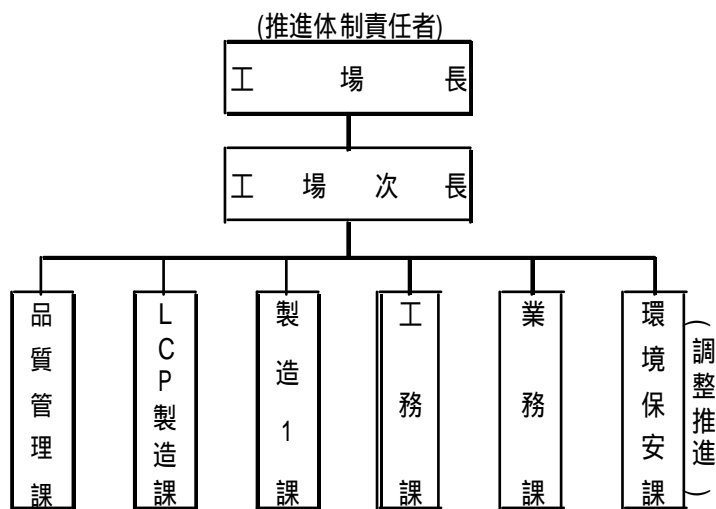 (推進体制責任者)
工場長
工場次長
品質管理課
LCP製造課
製造1課
工務課
業務課
環境保安課
(調整推進)